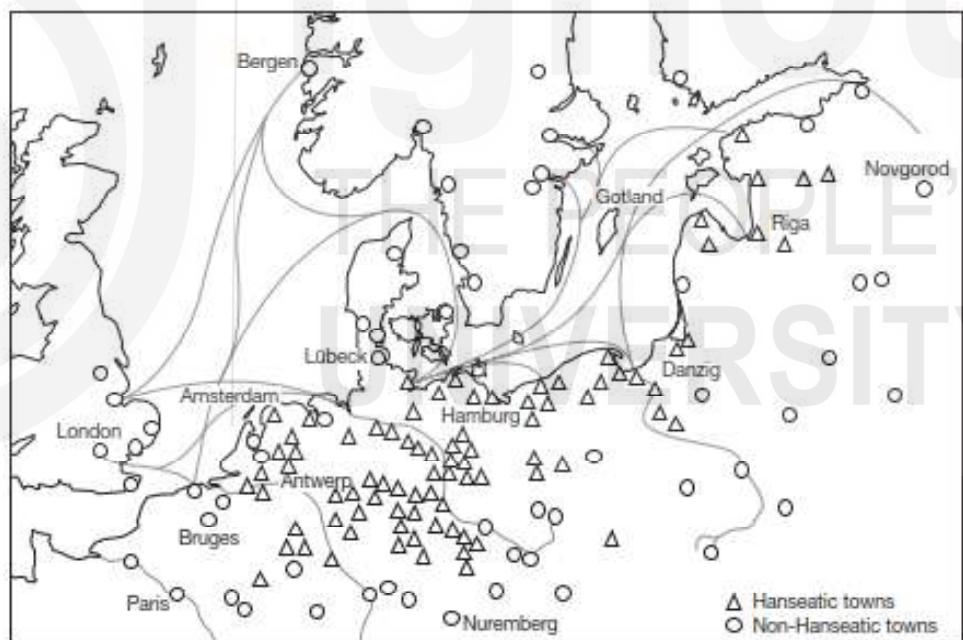 ignou
THE PEOPLE'S
UNIVERSITY
Bergen
Novgorod
Gotland
Riga
Lübeck
Danzig
Amsterdam
Hamburg
London
Antwerp
Bruges
Paris
Nuremberg
Hanseatic towns
Non-Hanseatic towns